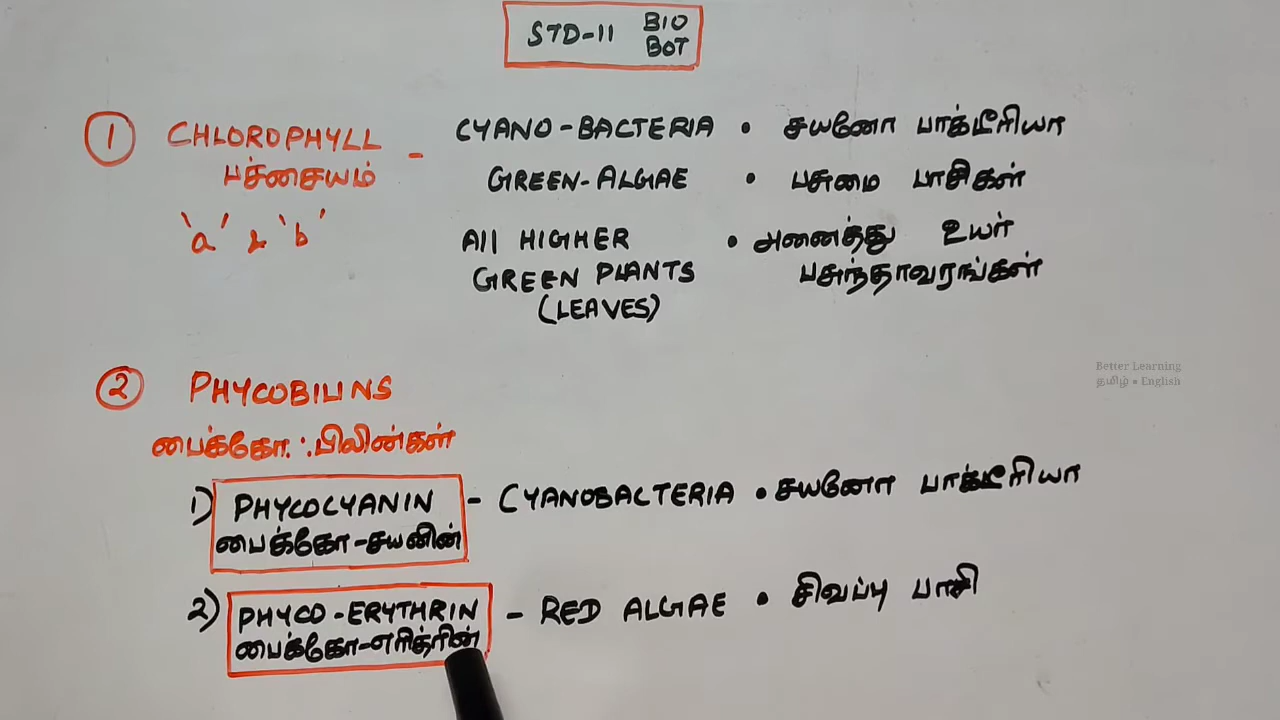 STD-11 BIO
BOT
1 CHLOROPHYLL - CYANO-BACTERIA • சயனோ பாக்டீரியா
பச்சையம் GREEN-ALGAE • பசுமை பாசிகள்
'a' & 'b' All HIGHER • அனைத்து உயர்
GREEN PLANTS பசுந்தாவரங்கள்
(LEAVES)
2 PHYCOBILINS
பைக்கோஃபிலின்கள்
1) PHYCOCYANIN - CYANOBACTERIA • சயனோ பாக்டீரியா
பைக்கோ-சயனின்
2) PHYCO-ERYTHRIN - RED ALGAE • சிவப்பு பாசி
பைக்கோ-எரித்ரின்
Better Learning
தமிழ் • English